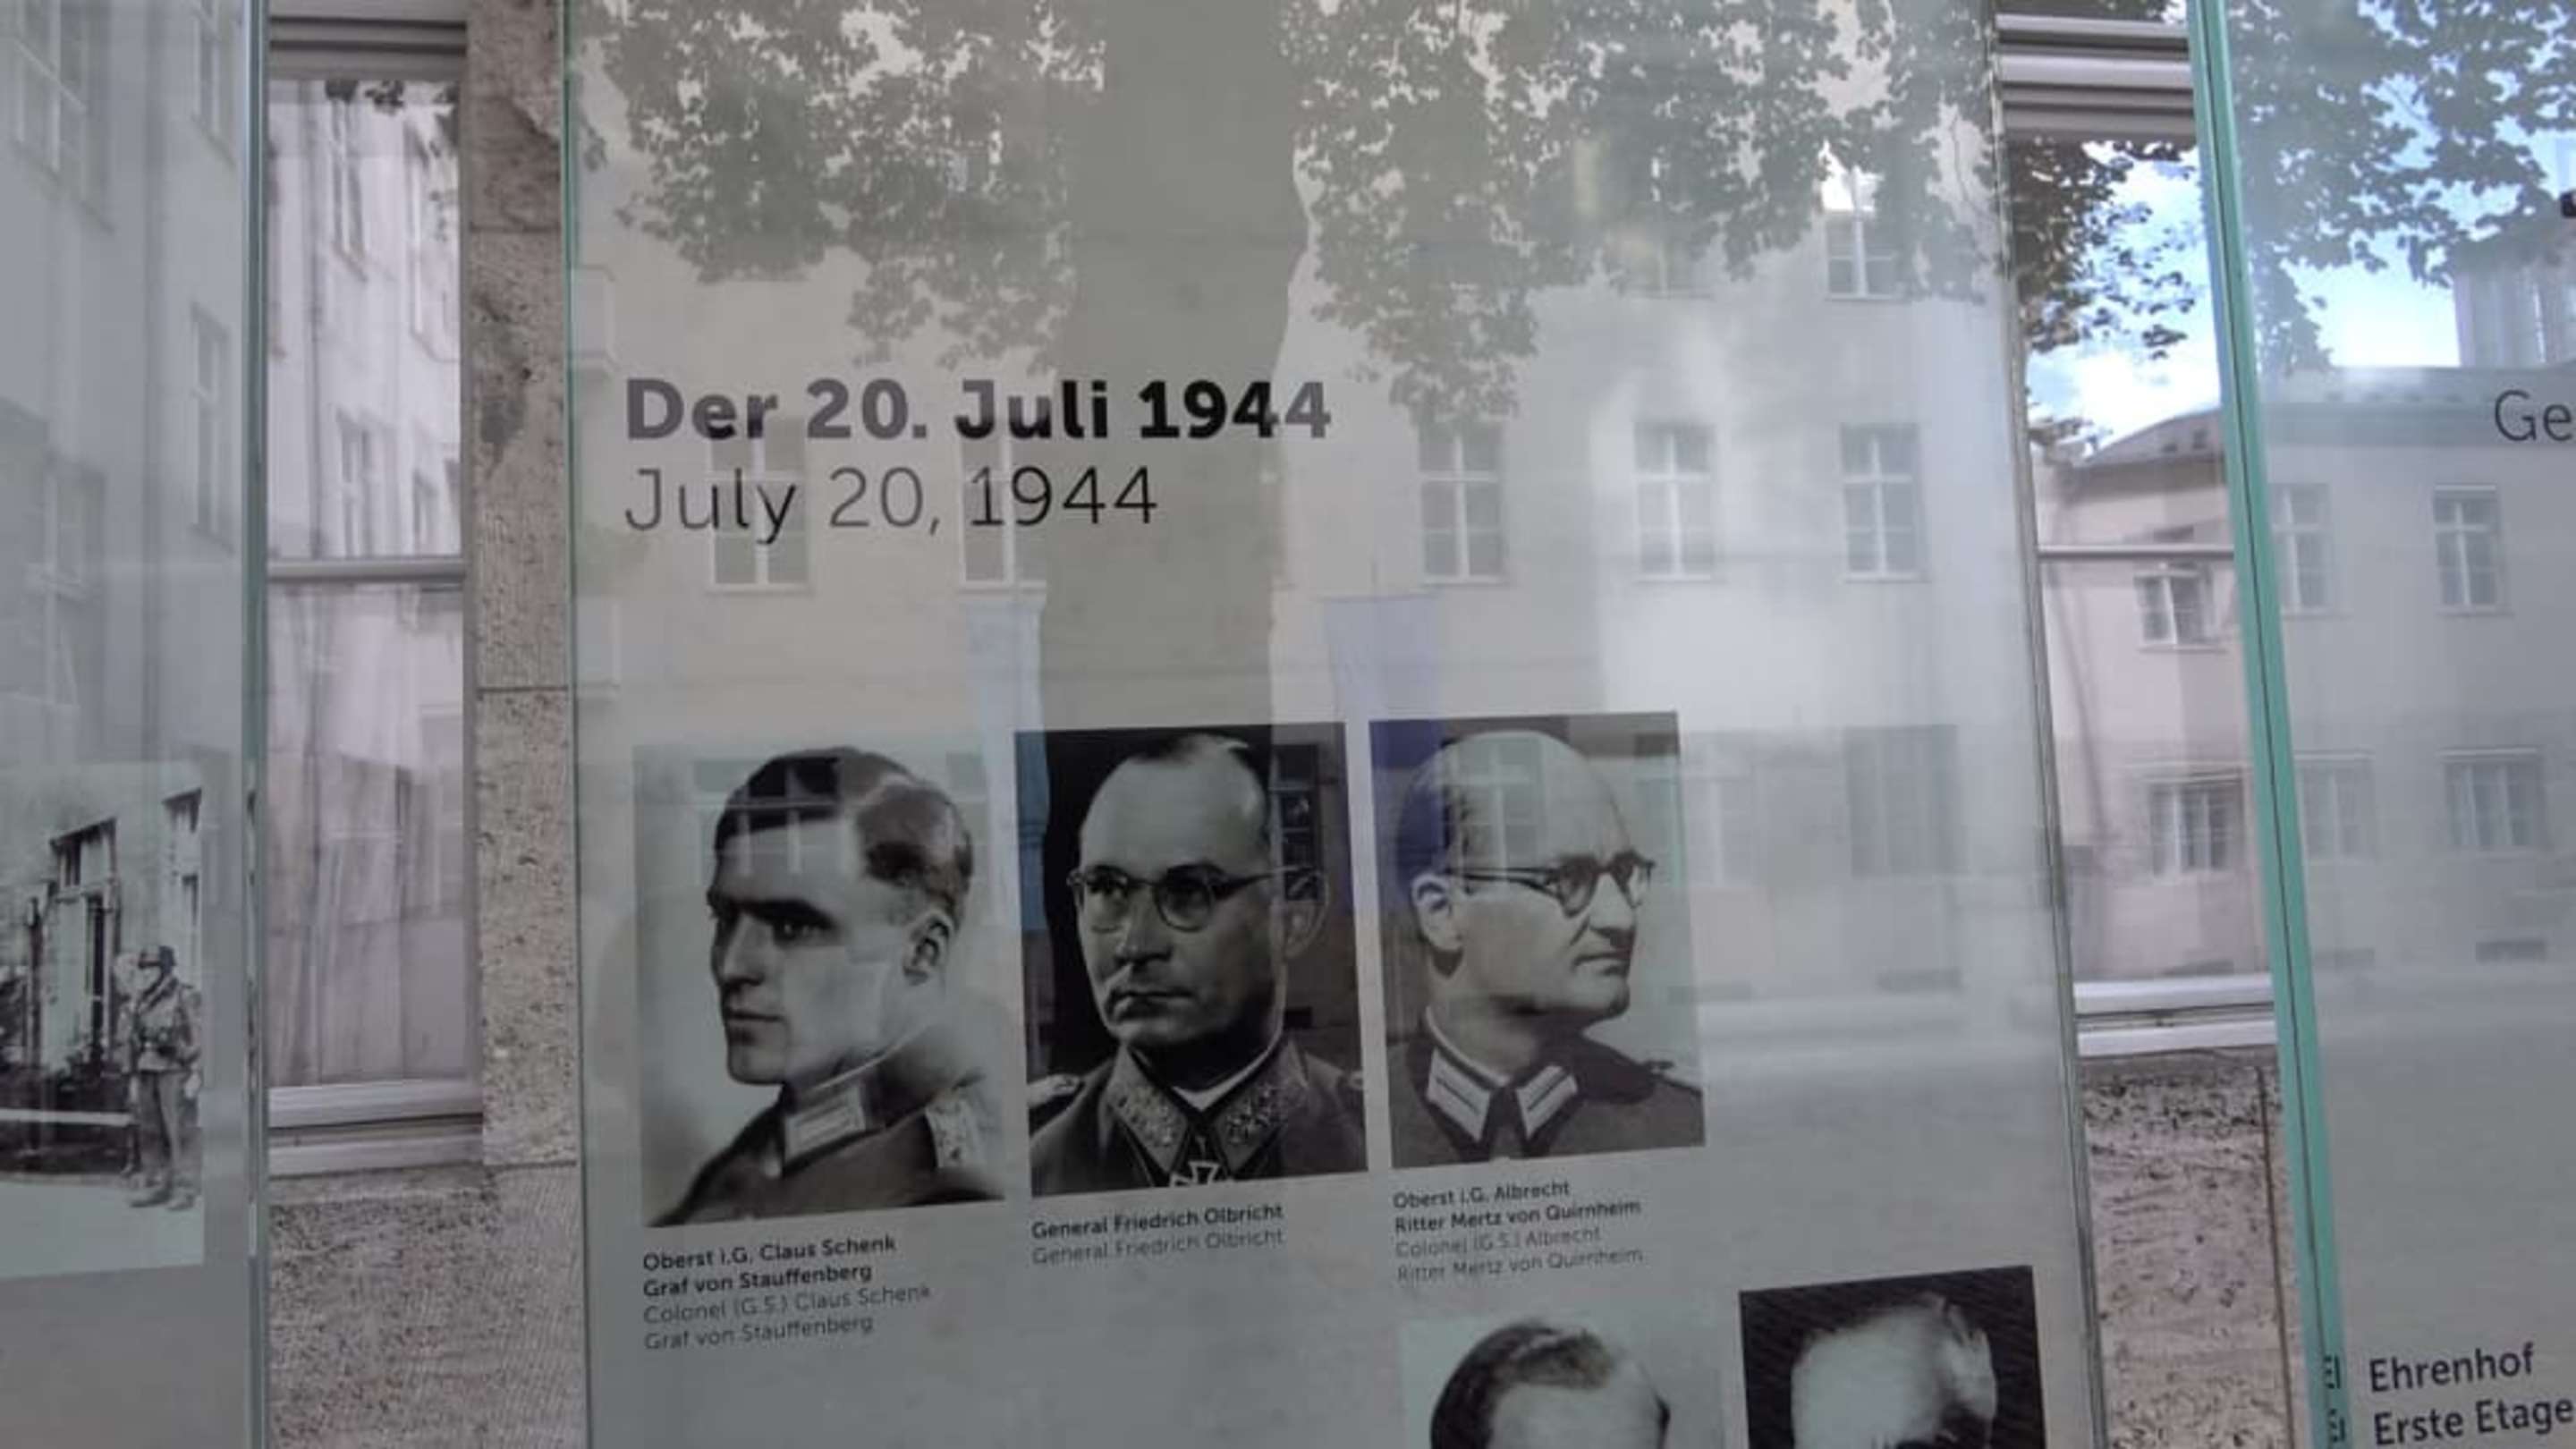 Der 20. Juli 1944
July 20, 1944
Oberst i.G. Claus Schenk
Graf von Stauffenberg
Colonel (G.S.) Claus Schenk
Graf von Stauffenberg
General Friedrich Olbricht
General Friedrich Olbricht
Oberst i.G. Albrecht
Ritter Mertz von Quirnheim
Colonel (G.S.) Albrecht
Ritter Mertz von Quirnheim
Ge
Ehrenhof
Erste Etage